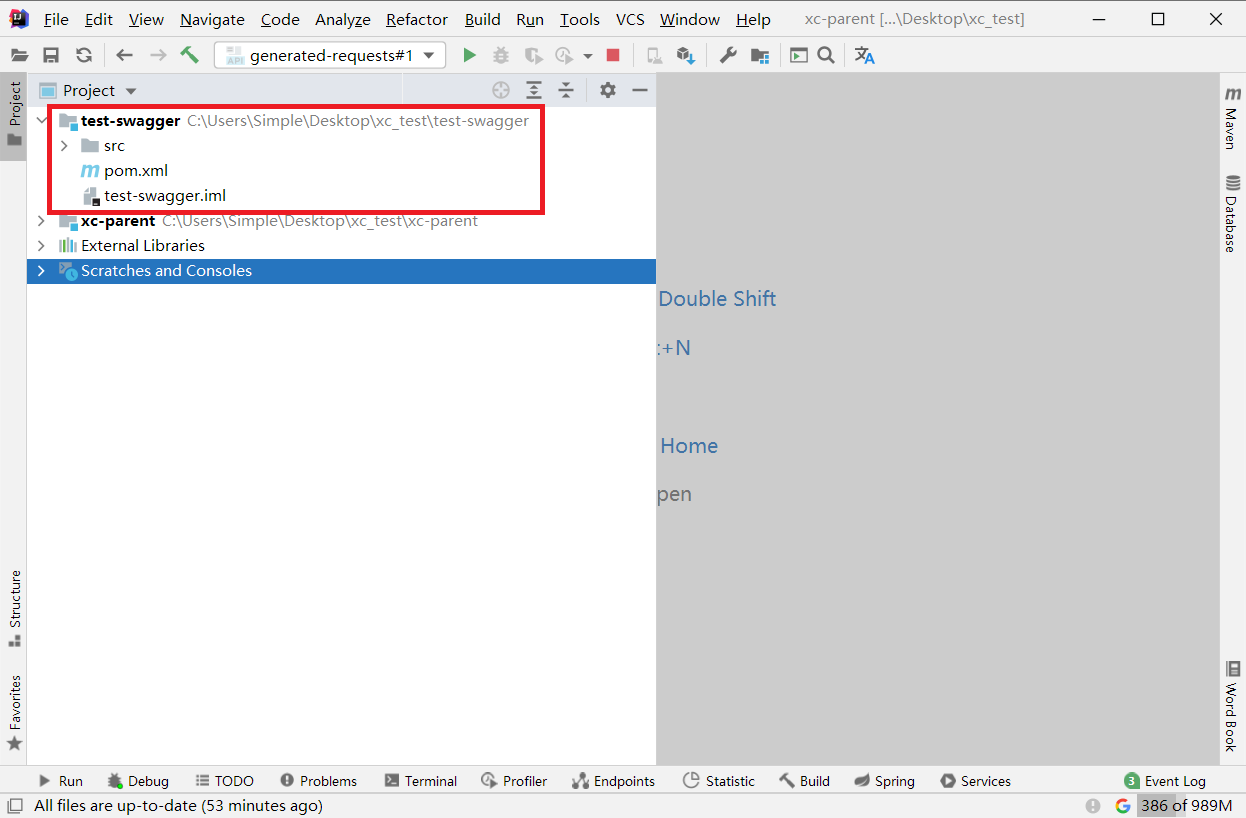 File Edit View Navigate Code Analyze Refactor Build Run Tools VCS Window Help xc-parent [...\Desktop\xc_test]
API generated-requests#1
Project
Project
test-swagger C:\Users\Simple\Desktop\xc_test\test-swagger
src
pom.xml
test-swagger.iml
xc-parent C:\Users\Simple\Desktop\xc_test\xc-parent
External Libraries
Scratches and Consoles
Double Shift
:+N
Home
pen
Structure
Favorites
Maven
Database
Word Book
Run Debug TODO Problems Terminal Profiler Endpoints Statistic Build Spring Services 3 Event Log
All files are up-to-date (53 minutes ago) 386 of 989M